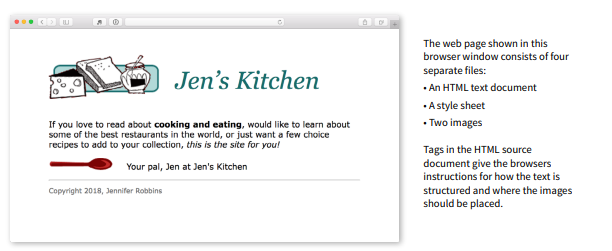 Jen's Kitchen
If you love to read about cooking and eating, would like to learn about
some of the best restaurants in the world, or just want a few choice
recipes to add to your collection, this is the site for you!
Your pal, Jen at Jen's Kitchen
Copyright 2018, Jennifer Robbins
The web page shown in this
browser window consists of four
separate files:
• An HTML text document
• A style sheet
• Two images
Tags in the HTML source
document give the browsers
instructions for how the text is
structured and where the images
should be placed.